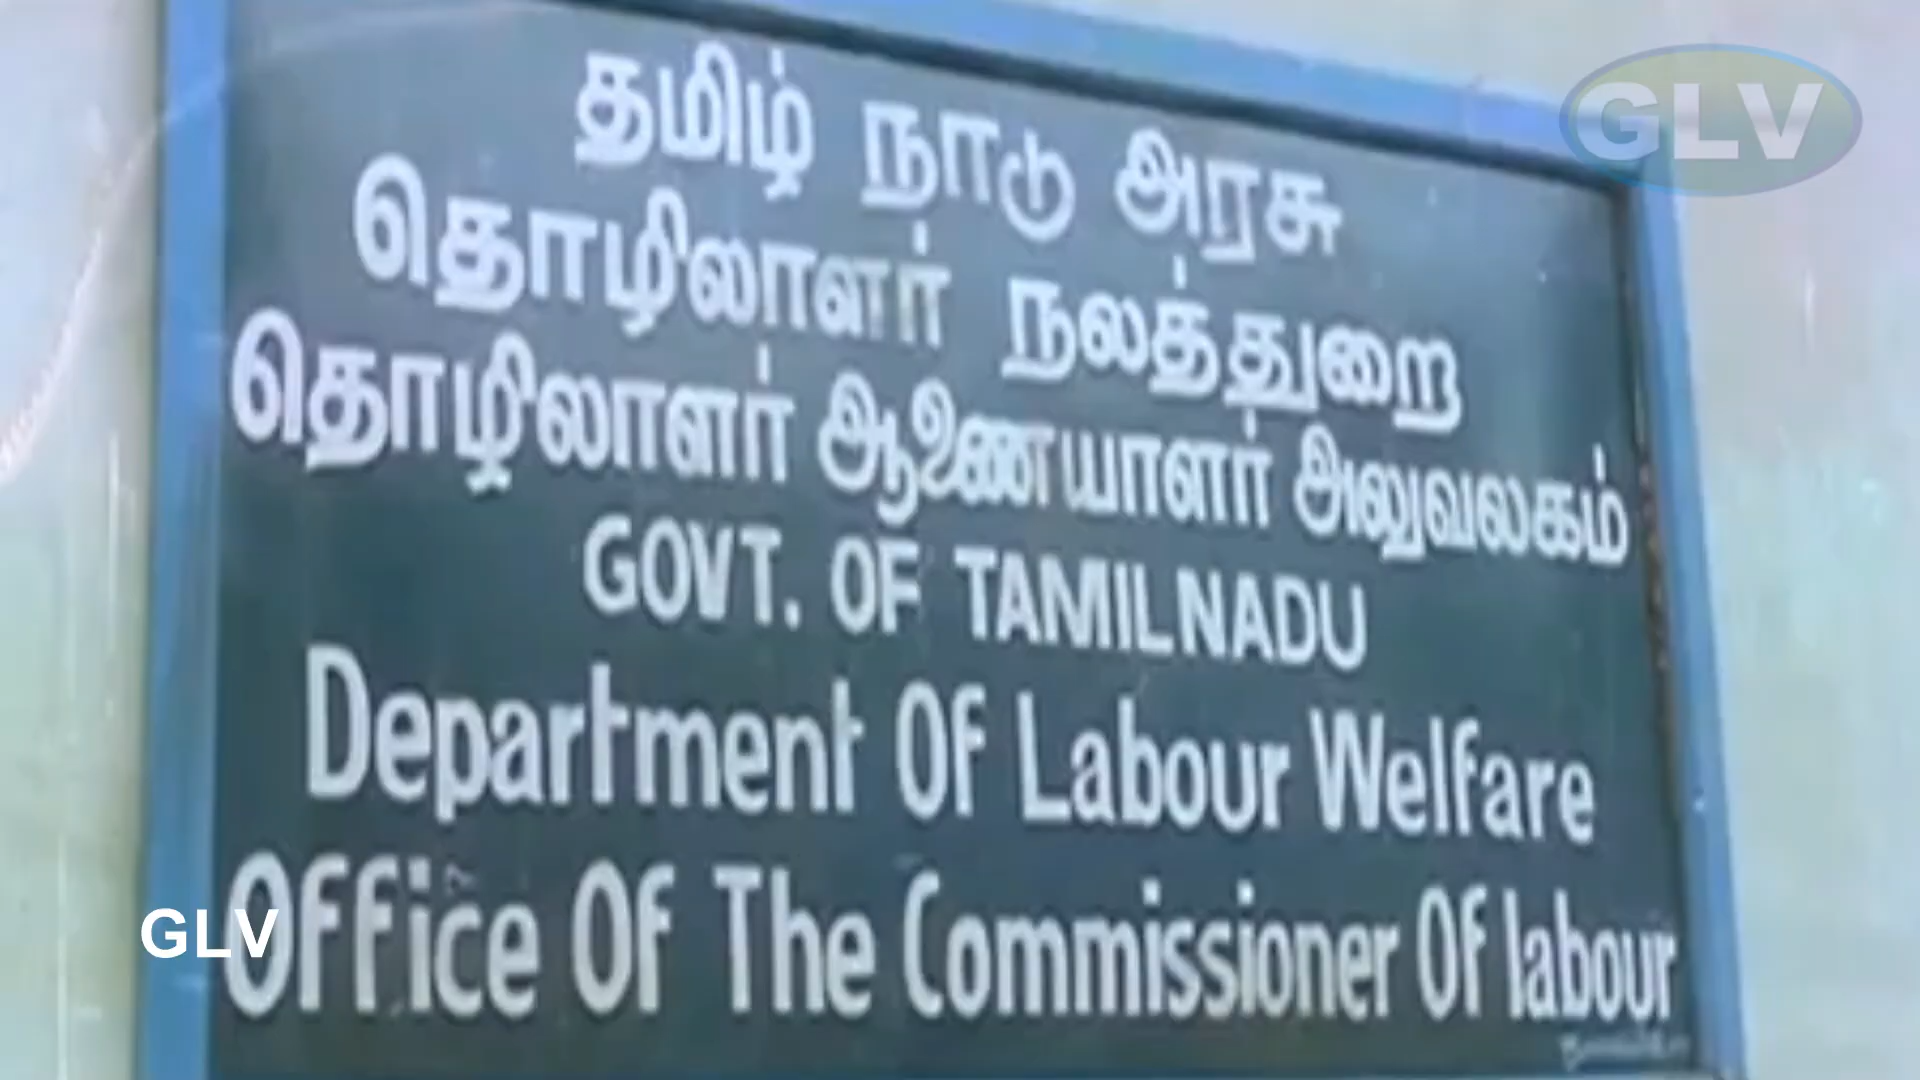 GLV
தமிழ் நாடு அரசு
தொழிலாளர் நலத்துறை
தொழிலாளர் ஆணையாளர் அலுவலகம்
GOVT. OF TAMILNADU
Department Of Labour Welfare
Office Of The Commissioner Of labour
GLV